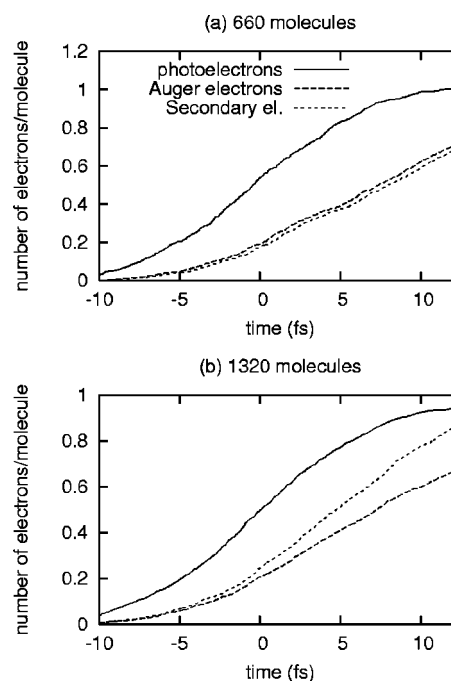 (a) 660 molecules
number of electrons/molecule
1.2
1
0.8
0.6
0.4
0.2
0
photoelectrons
Auger electrons
Secondary el.
-10 -5 0 5 10
time (fs)
(b) 1320 molecules
number of electrons/molecule
1
0.8
0.6
0.4
0.2
0
-10 -5 0 5 10
time (fs)